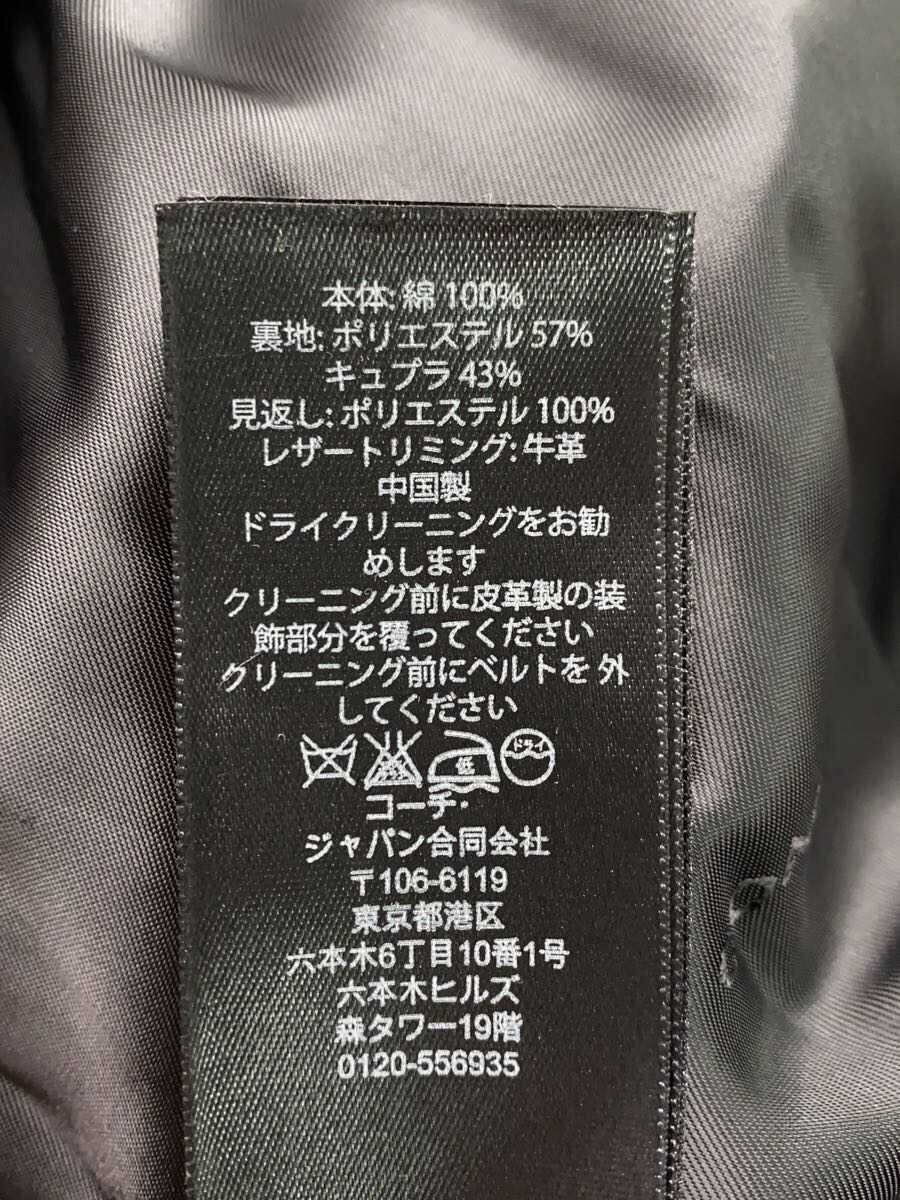 本体: 綿 100%
裏地: ポリエステル 57%
キュプラ 43%
見返し: ポリエステル 100%
レザートリミング: 牛革
中国製
ドライクリーニングをお勧
めします
クリーニング前に皮革製の装
飾部分を覆ってください
クリーニング前にベルトを 外
してください
低 ドライ
コーチ・
ジャパン合同会社
〒106-6119
東京都港区
六本木6丁目10番1号
六本木ヒルズ
森タワー19階
0120-556935